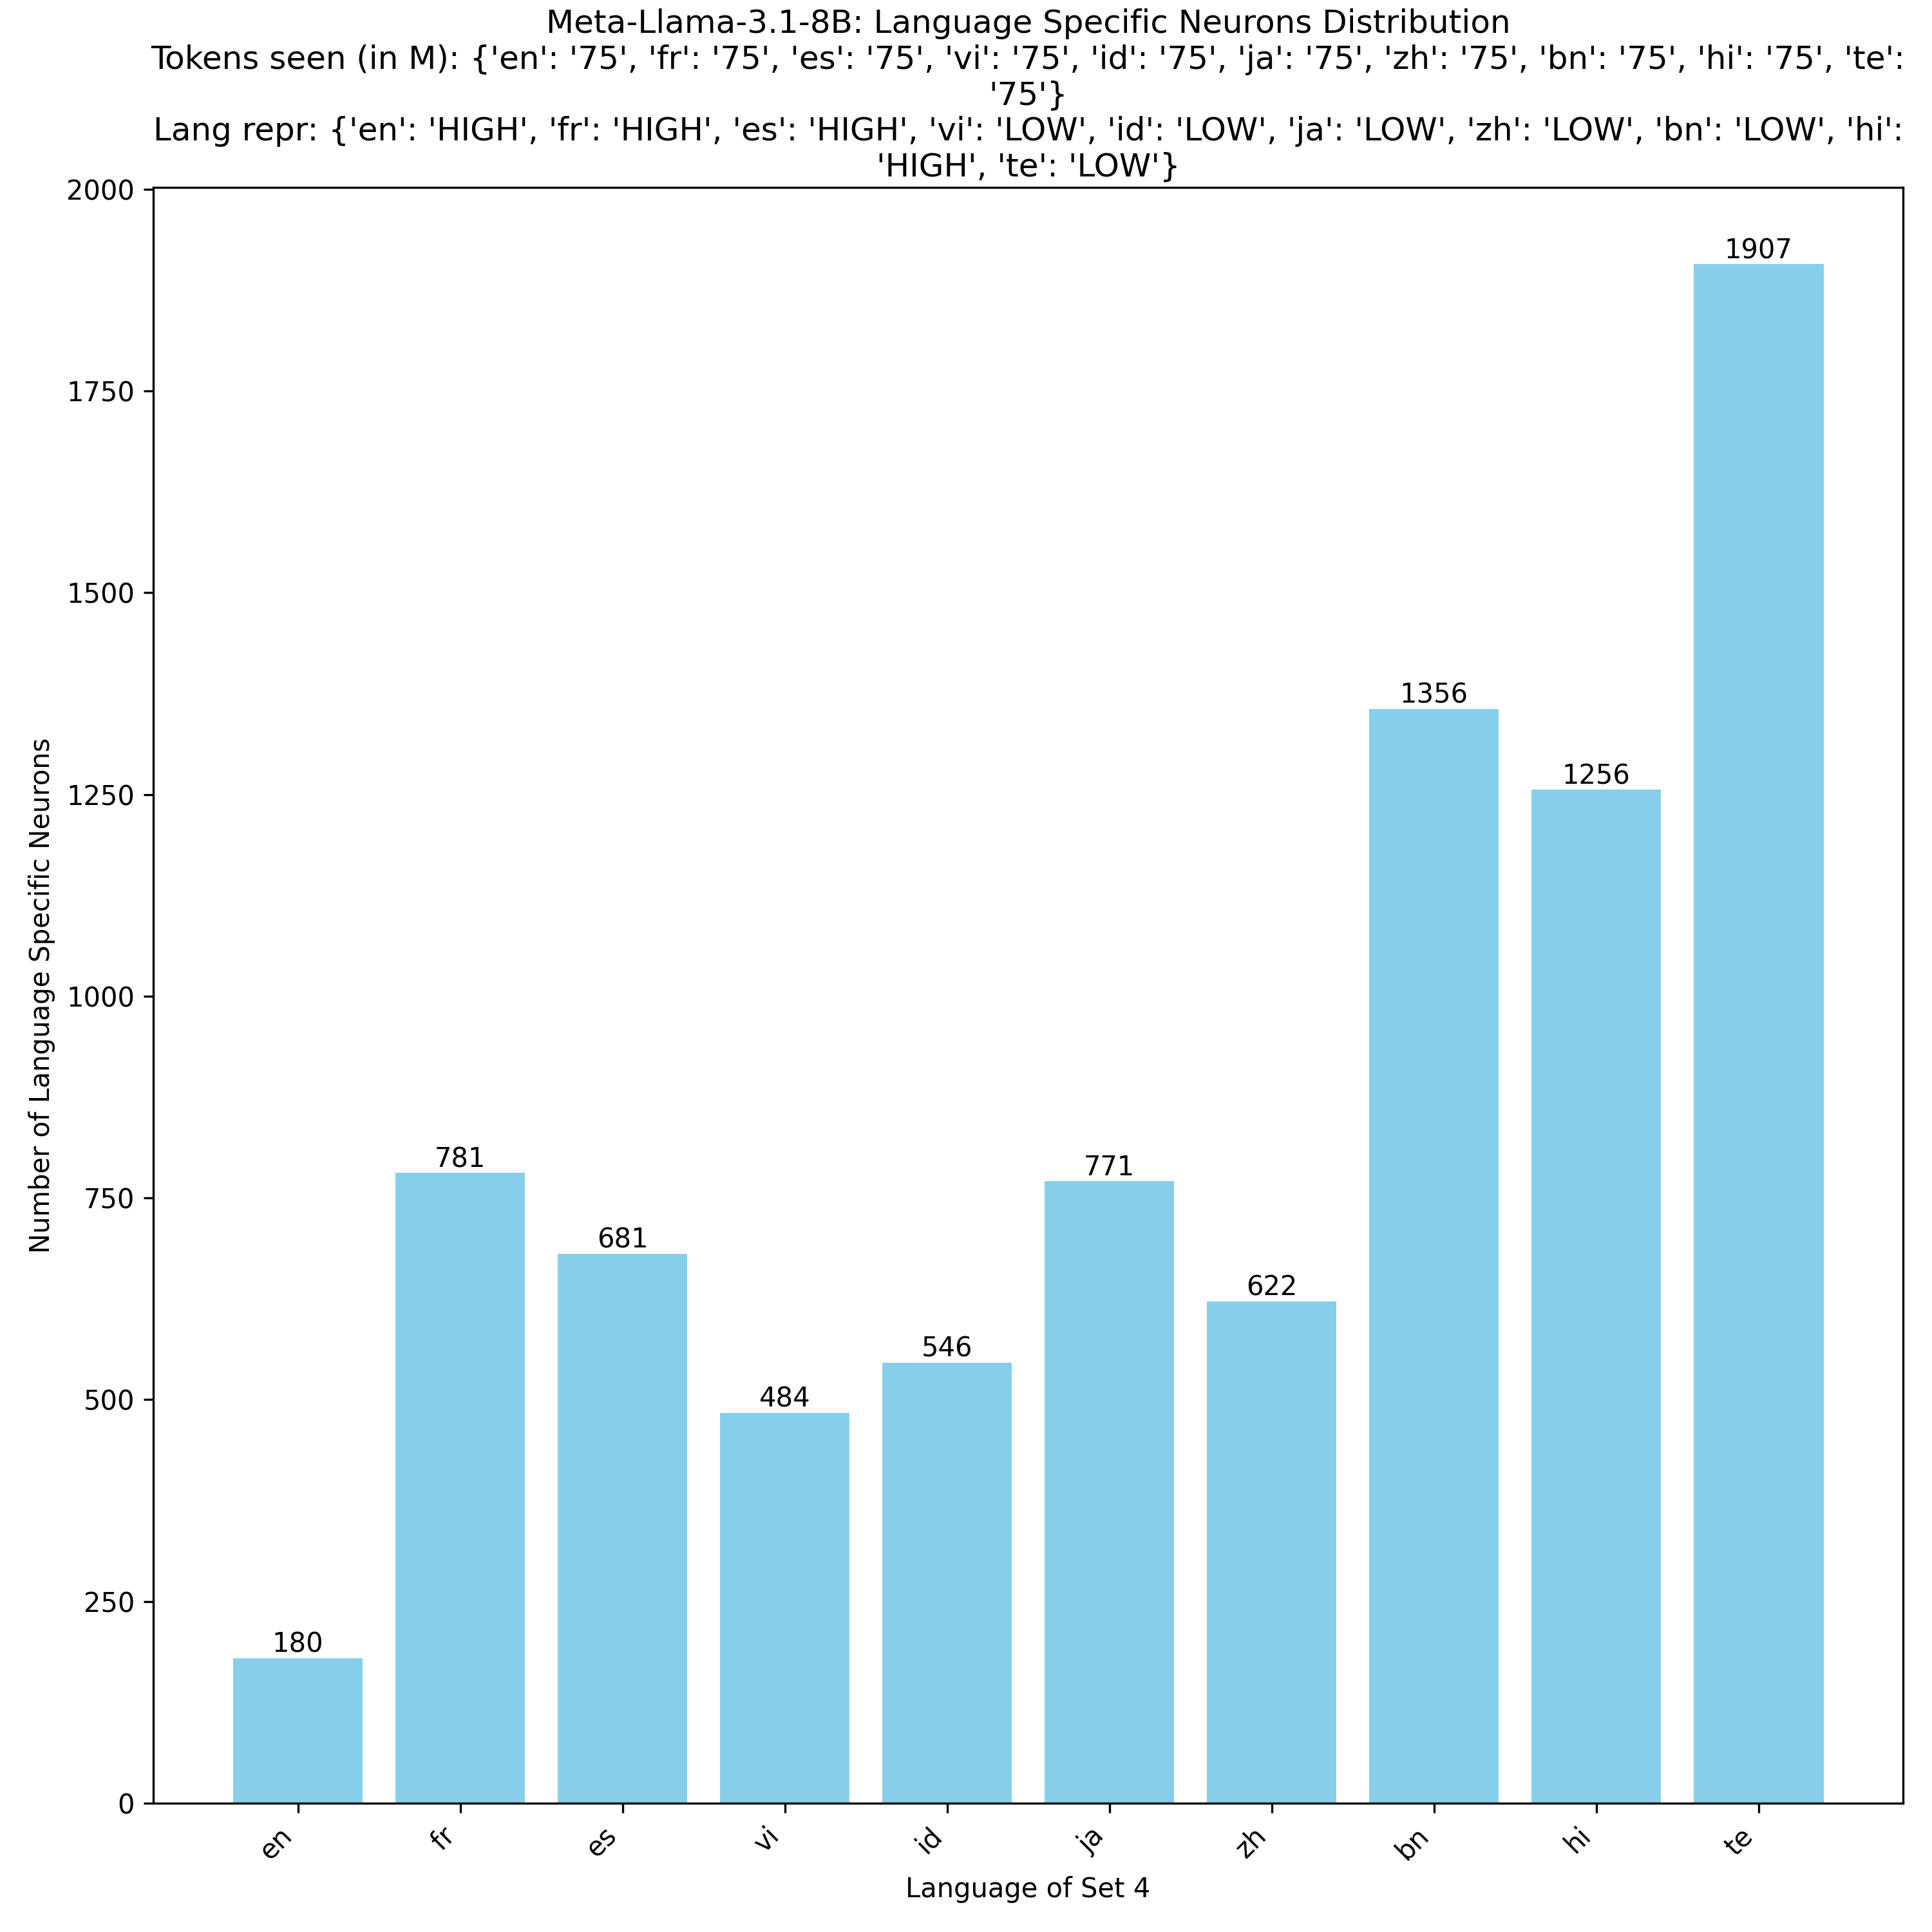 Meta-Llama-3.1-8B: Language Specific Neurons Distribution
Tokens seen (in M): {'en': '75', 'fr': '75', 'es': '75', 'vi': '75', 'id': '75', 'ja': '75', 'zh': '75', 'bn': '75', 'hi': '75', 'te':
'75'}
Lang repr: {'en': 'HIGH', 'fr': 'HIGH', 'es': 'HIGH', 'vi': 'LOW', 'id': 'LOW', 'ja': 'LOW', 'zh': 'LOW', 'bn': 'LOW', 'hi':
'HIGH', 'te': 'LOW'}
Number of Language Specific Neurons
2000
1750
1500
1250
1000
750
500
250
0
180
781
681
484
546
771
622
1356
1256
1907
en
fr
es
vi
id
ja
zh
bn
hi
te
Language of Set 4